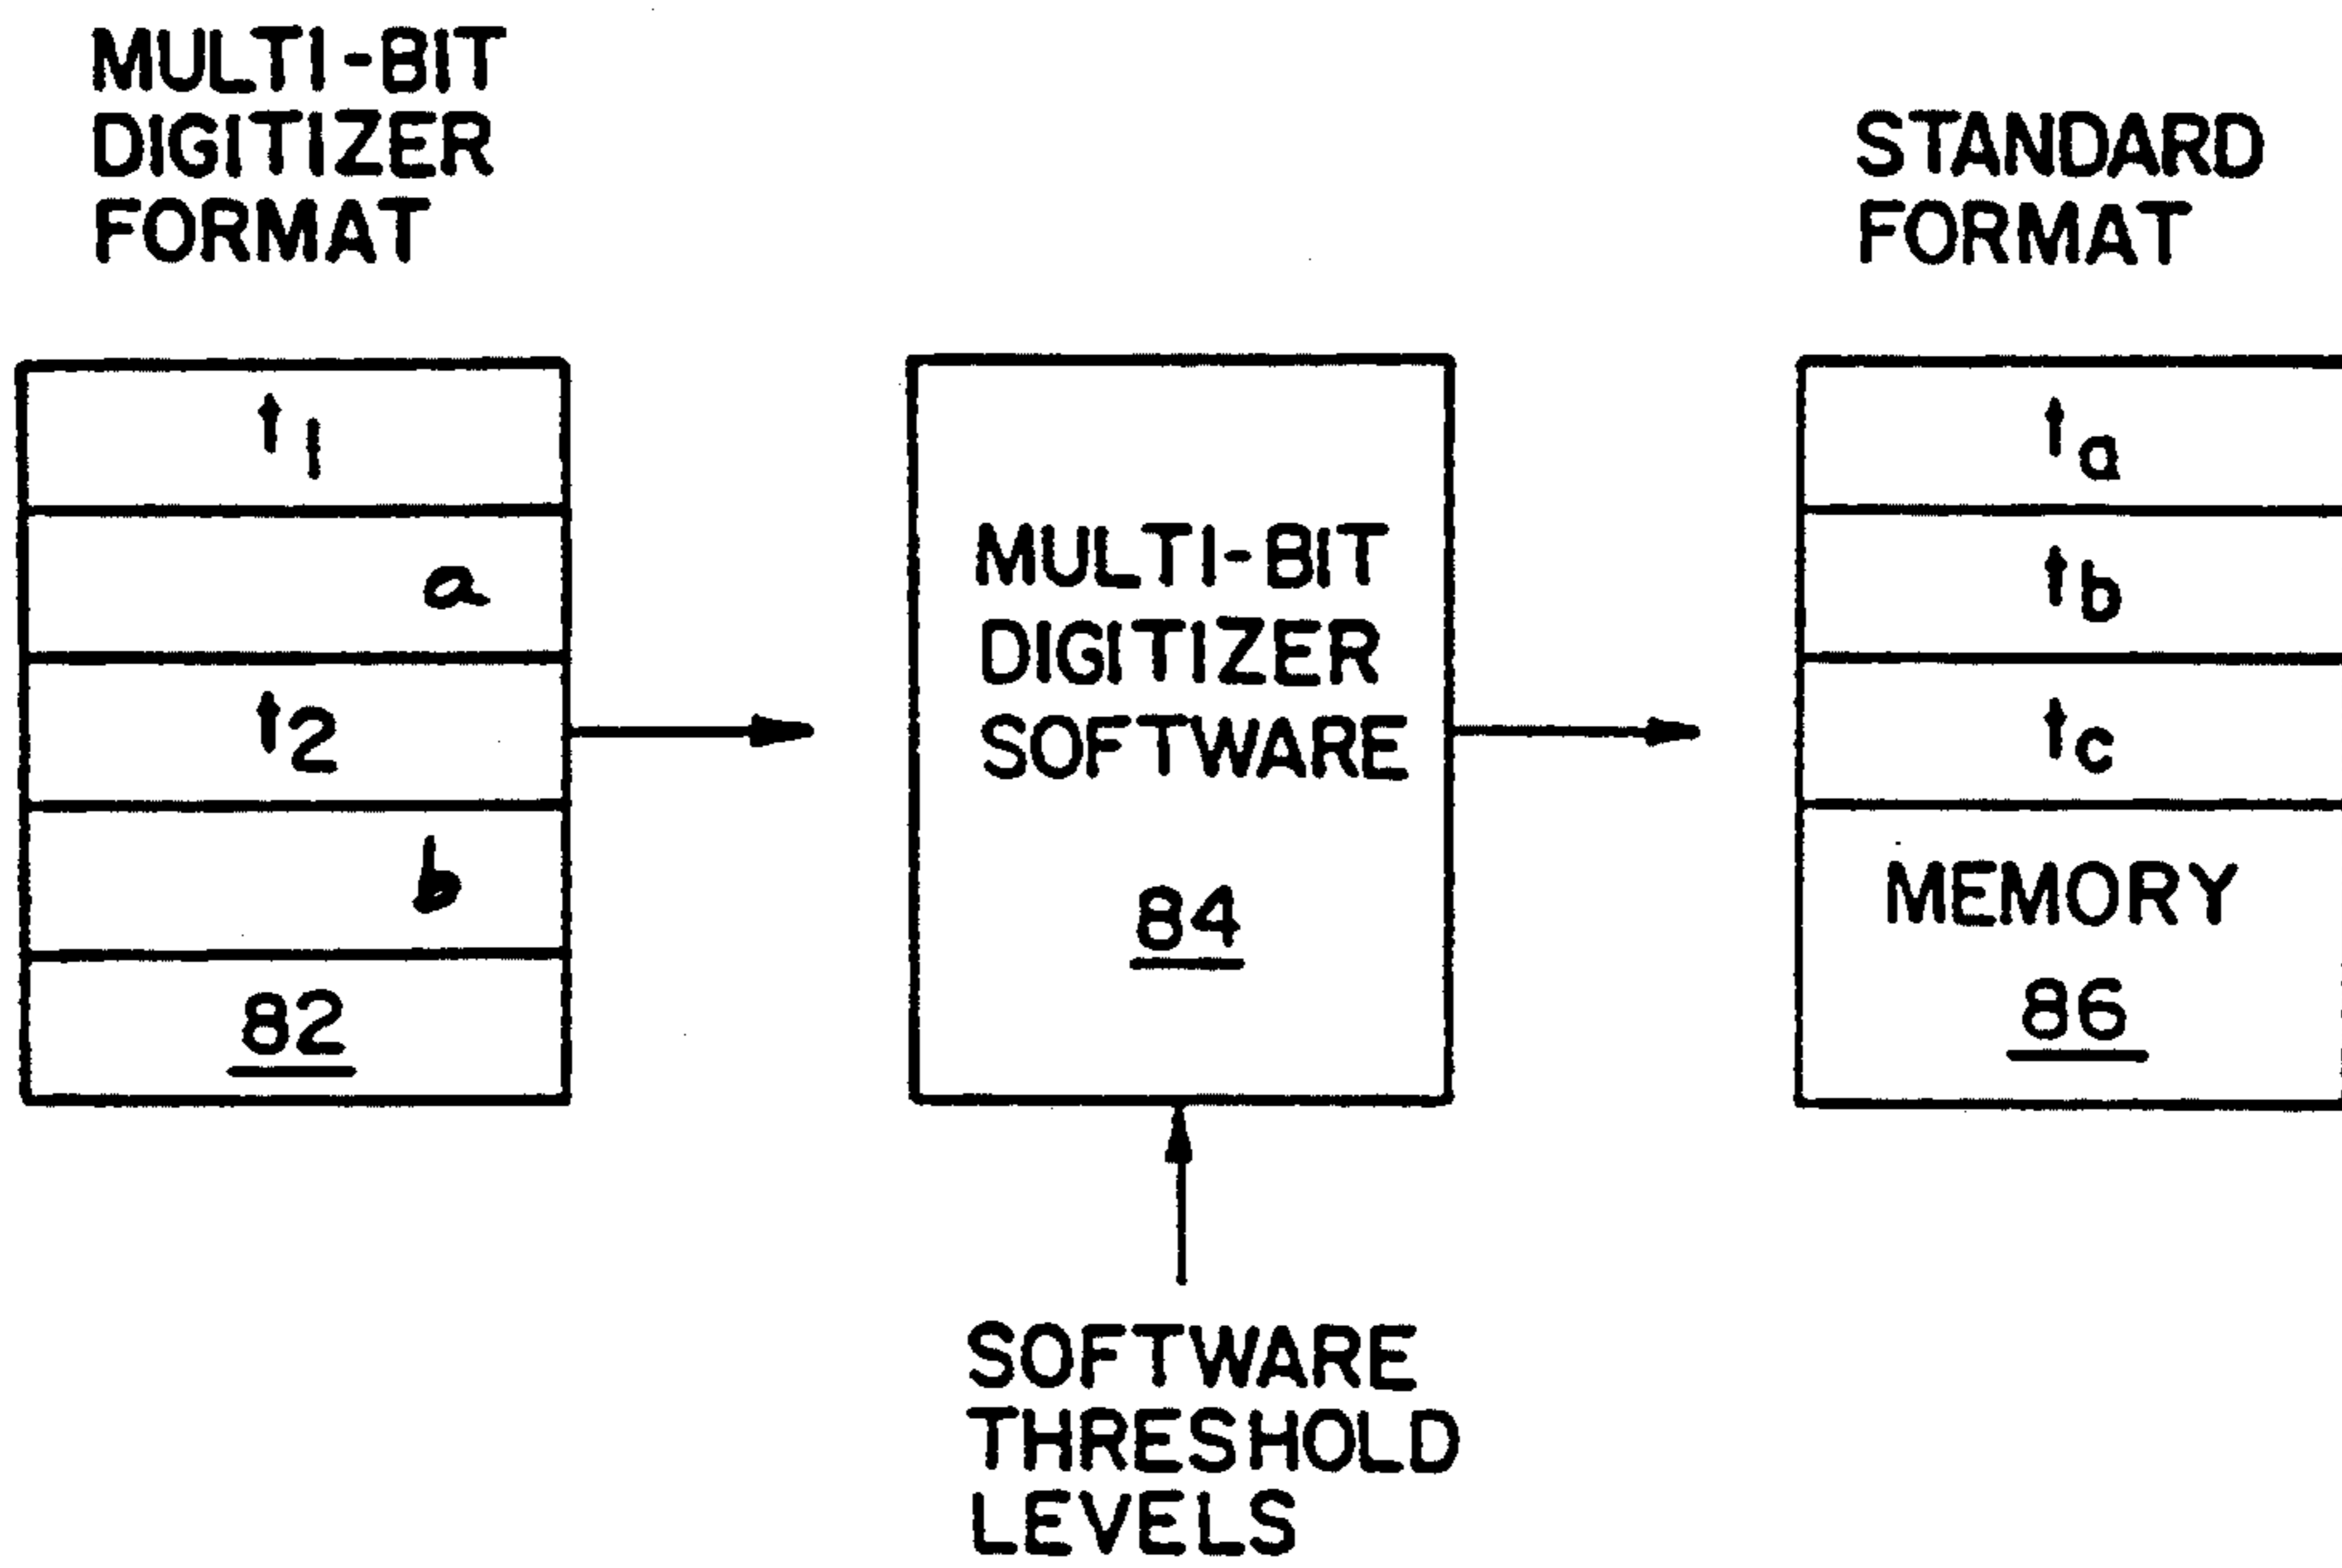 MULTI-BIT
DIGITIZER
FORMAT
t1
a
t2
b
82
MULTI-BIT
DIGITIZER
SOFTWARE
84
SOFTWARE
THRESHOLD
LEVELS
STANDARD
FORMAT
ta
tb
tc
MEMORY
86